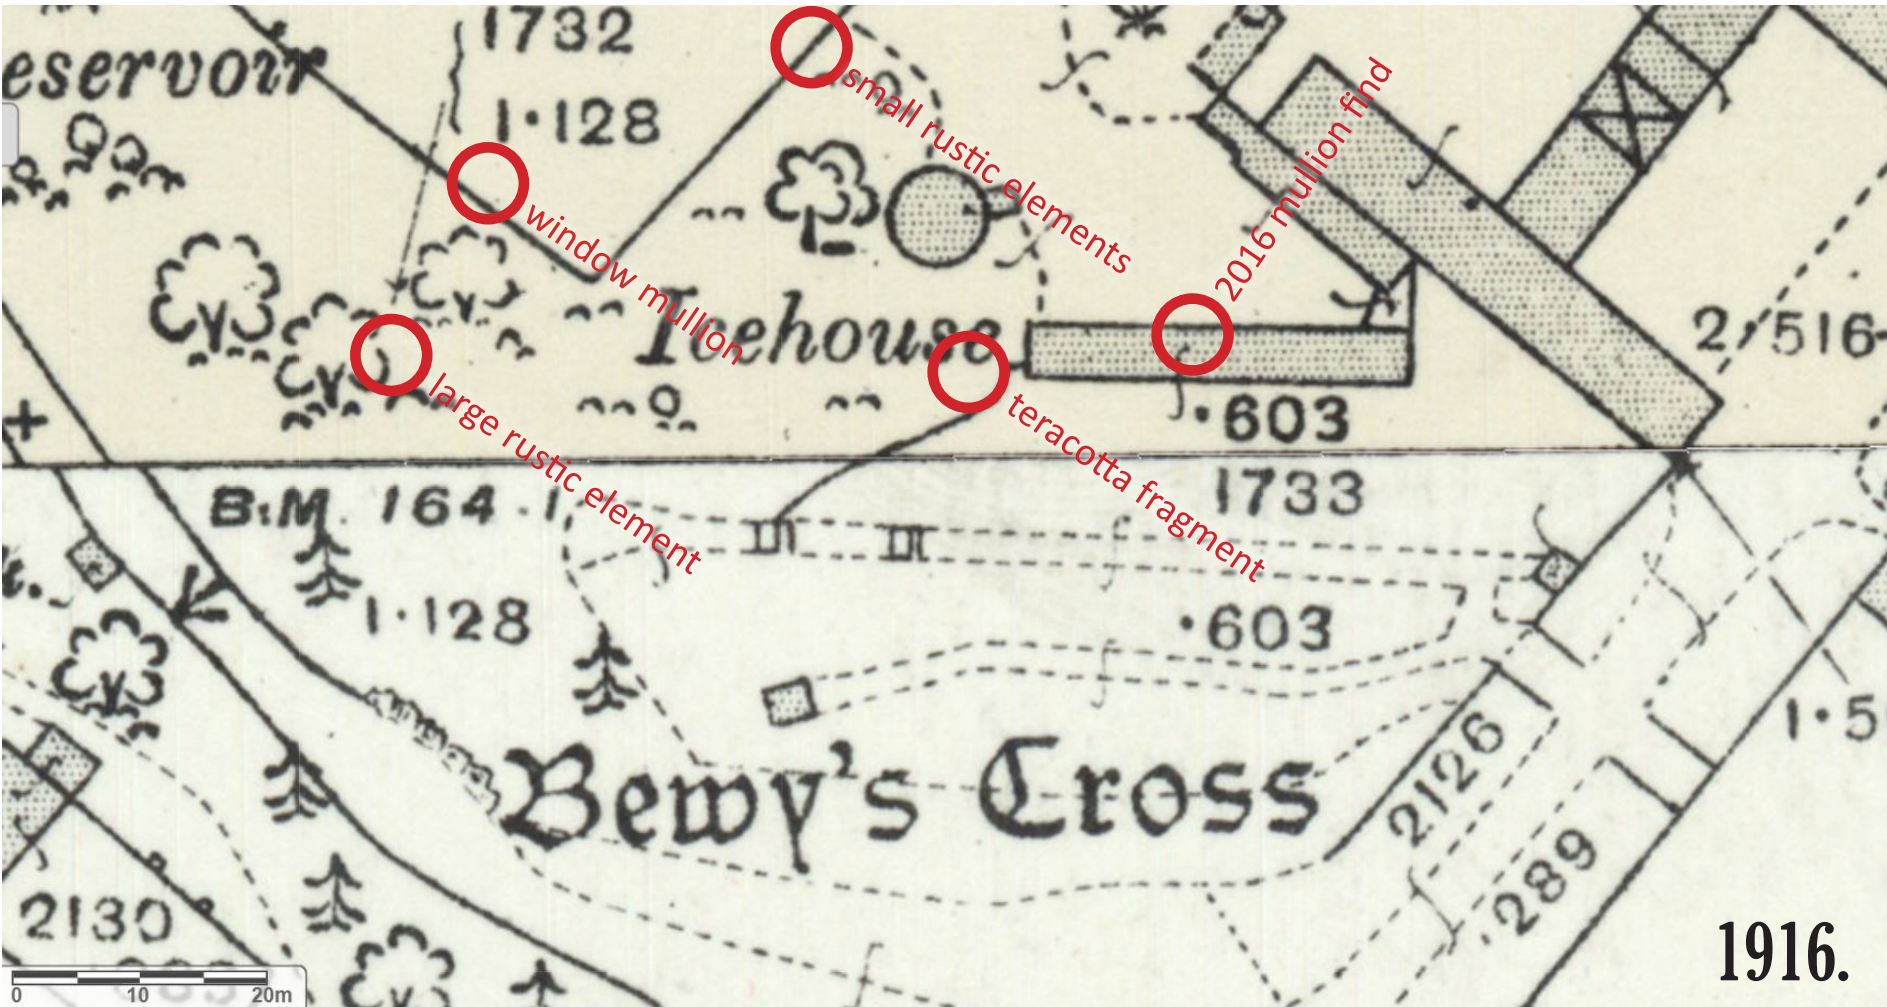 1732
eservoir
1·128
small rustic elements
2016 mullion find
window mullion
Icehouse
2·516
large rustic element
teracotta fragment
·603
1733
B.M. 164.1
1·128
·603
Bewy's Cross
1·5
2126
·289
2130
1916.
0 10 20m